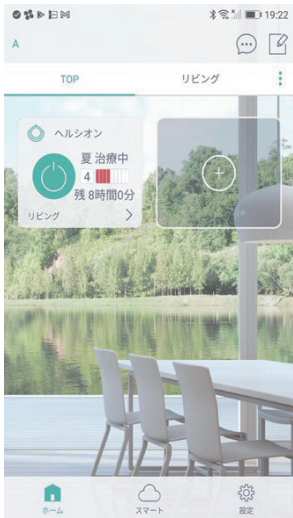 19:22
A
TOP
リビング
ヘルシオン
夏 治療中
4
残 8時間0分
リビング
ホーム
スマート
設定